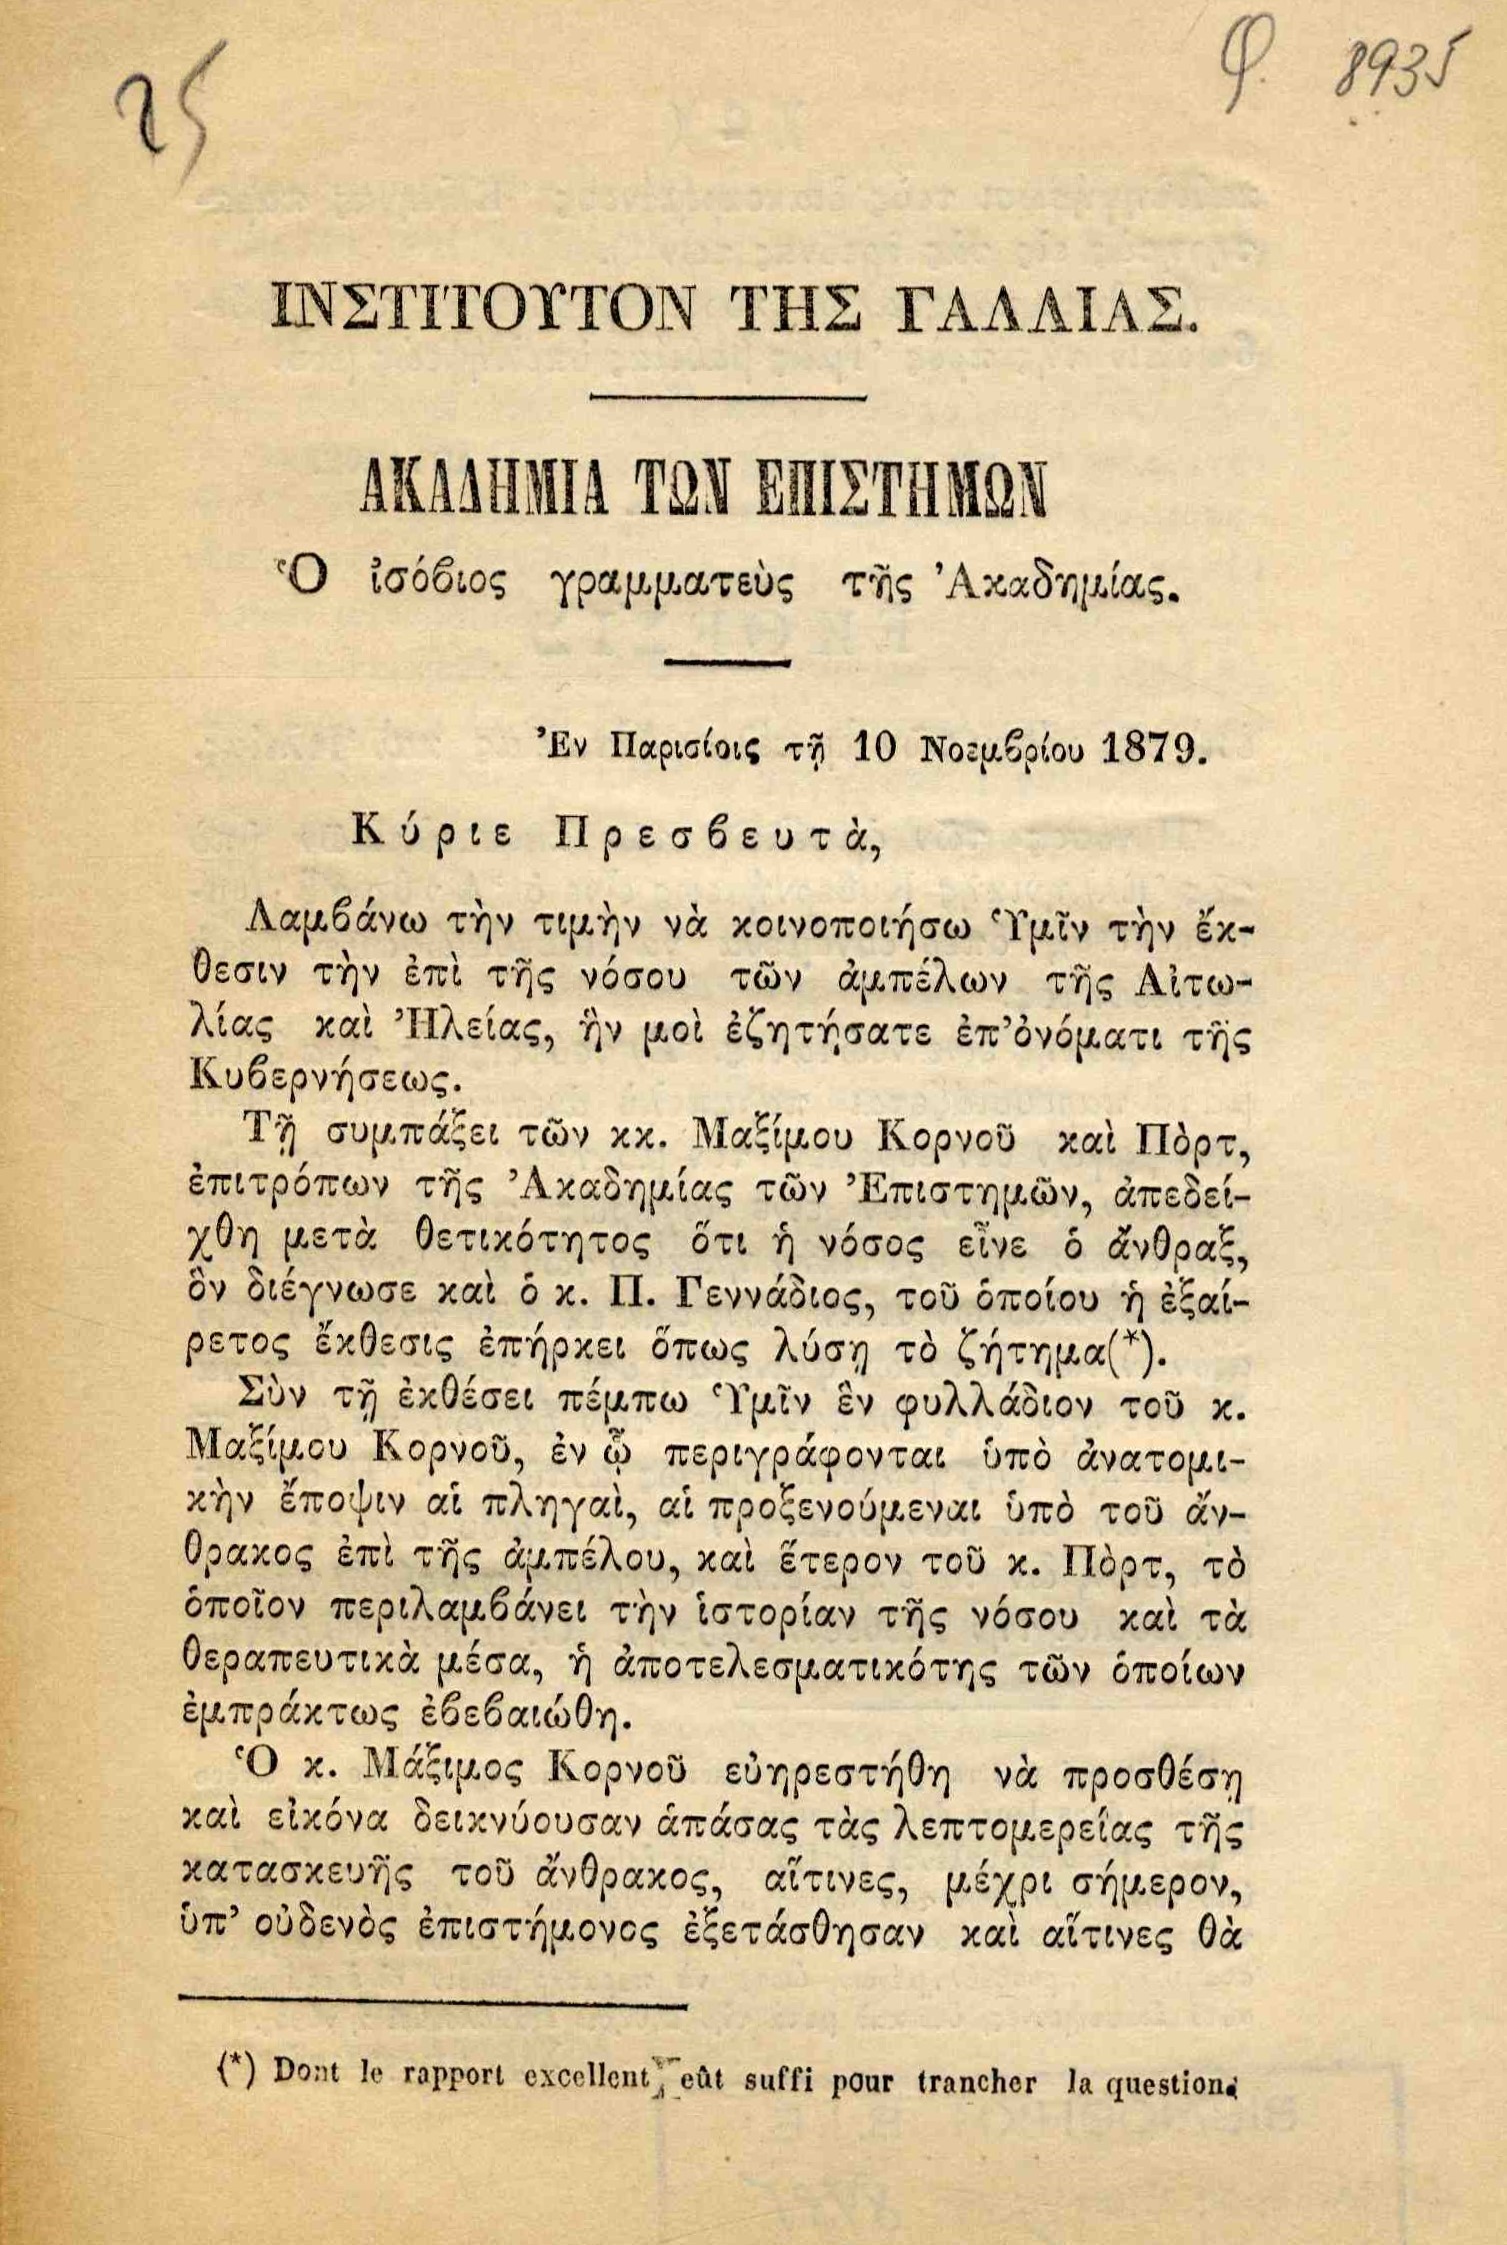 25
φ. 8935
ΙΝΣΤΙΤΟΥΤΟΝ ΤΗΣ ΓΑΛΛΙΑΣ.
ΑΚΑΔΗΜΙΑ ΤΩΝ ΕΠΙΣΤΗΜΩΝ
Ὁ ἰσόβιος γραμματεὺς τῆς Ἀκαδημίας.
Ἐν Παρισίοις τῇ 10 Νοεμβρίου 1879.
Κύριε Πρεσβευτὰ,
Λαμβάνω τὴν τιμὴν νὰ κοινοποιήσω Ὑμῖν τὴν ἔκ-
θεσιν τὴν ἐπὶ τῆς νόσου τῶν ἀμπέλων τῆς Αἰτω-
λίας καὶ Ἠλείας, ἣν μοὶ ἐζητήσατε ἐπ' ὀνόματι τῆς
Κυβερνήσεως.
Τῇ συμπάξει τῶν κκ. Μαξίμου Κορνοῦ καὶ Πὸρτ,
ἐπιτρόπων τῆς Ἀκαδημίας τῶν Ἐπιστημῶν, ἀπεδεί-
χθη μετὰ θετικότητος ὅτι ἡ νόσος εἶνε ὁ ἄνθραξ,
ὃν διέγνωσε καὶ ὁ κ. Π. Γεννάδιος, τοῦ ὁποίου ἡ ἐξαί-
ρετος ἔκθεσις ἐπήρκει ὅπως λύσῃ τὸ ζήτημα(*).
Σὺν τῇ ἐκθέσει πέμπω Ὑμῖν ἓν φυλλάδιον τοῦ κ.
Μαξίμου Κορνοῦ, ἐν ᾧ περιγράφονται ὑπὸ ἀνατομι-
κὴν ἔποψιν αἱ πληγαὶ, αἱ προξενούμεναι ὑπὸ τοῦ ἄν-
θρακος ἐπὶ τῆς ἀμπέλου, καὶ ἕτερον τοῦ κ. Πὸρτ, τὸ
ὁποῖον περιλαμβάνει τὴν ἱστορίαν τῆς νόσου καὶ τὰ
θεραπευτικὰ μέσα, ἡ ἀποτελεσματικότης τῶν ὁποίων
ἐμπράκτως ἐβεβαιώθη.
Ὁ κ. Μάξιμος Κορνοῦ εὐηρεστήθη νὰ προσθέσῃ
καὶ εἰκόνα δεικνύουσαν ἁπάσας τὰς λεπτομερείας τῆς
κατασκευῆς τοῦ ἄνθρακος, αἵτινες, μέχρι σήμερον,
ὑπ' οὐδενὸς ἐπιστήμονος ἐξετάσθησαν καὶ αἵτινες θὰ
(*) Dont le rapport excellent eût suffi pour trancher la question.